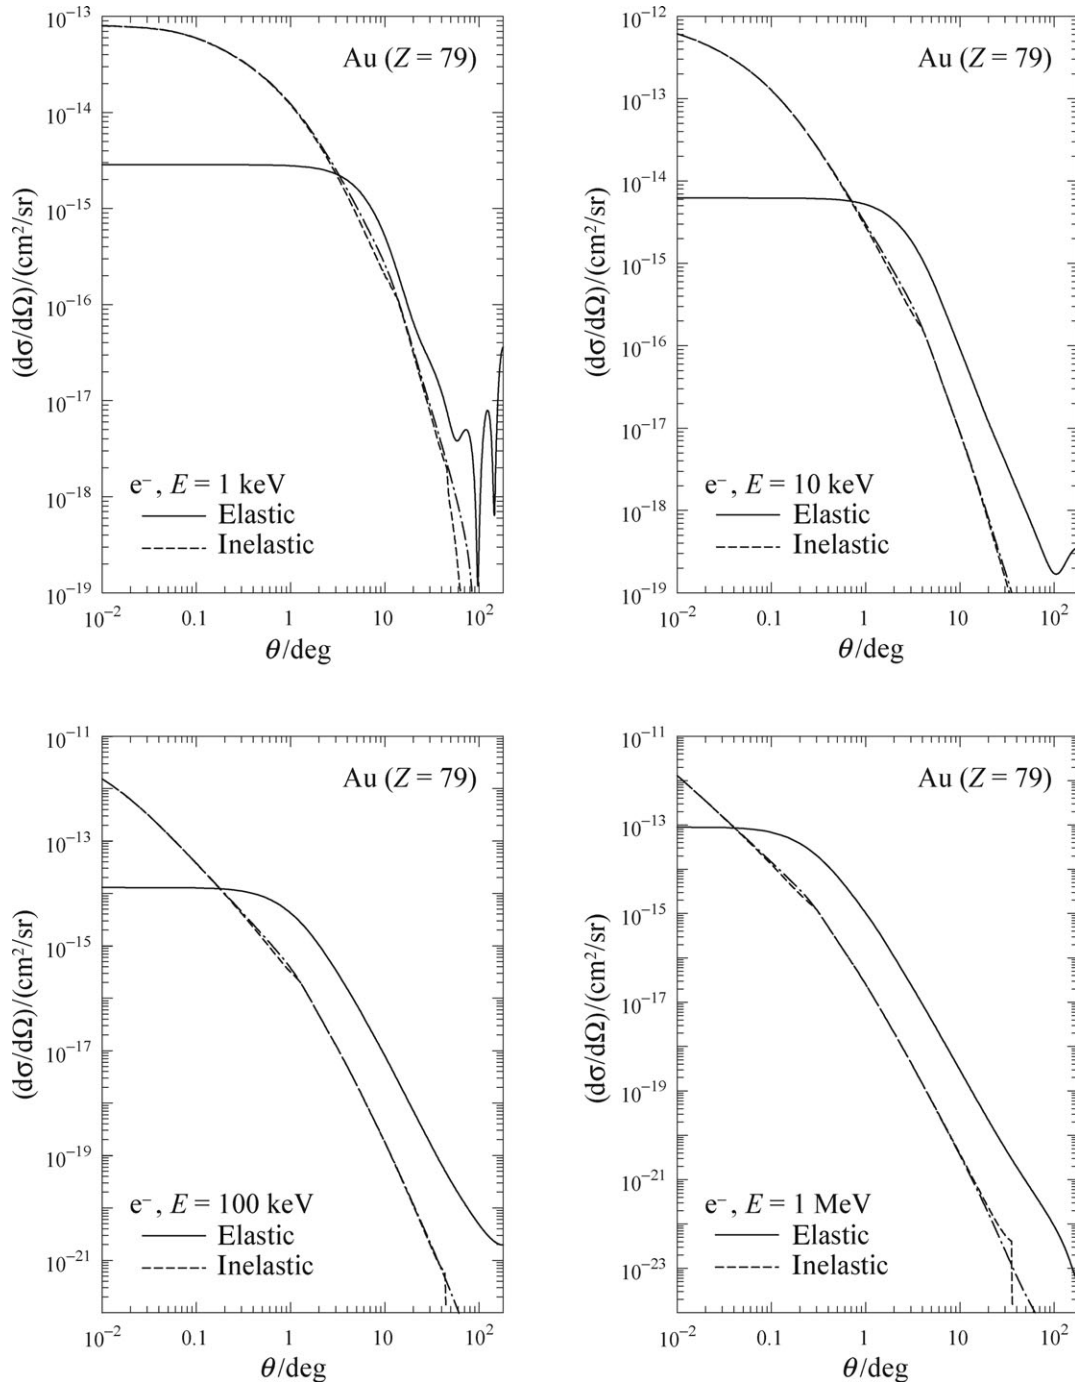 10⁻¹³
Au (Z = 79)
10⁻¹⁴
10⁻¹⁵
10⁻¹⁶
10⁻¹⁷
10⁻¹⁸
10⁻¹⁹
(dσ/dΩ)/(cm²/sr)
e⁻, E = 1 keV
Elastic
Inelastic
10⁻² 0.1 1 10 10²
θ/deg
10⁻¹²
Au (Z = 79)
10⁻¹³
10⁻¹⁴
10⁻¹⁵
10⁻¹⁶
10⁻¹⁷
10⁻¹⁸
10⁻¹⁹
(dσ/dΩ)/(cm²/sr)
e⁻, E = 10 keV
Elastic
Inelastic
10⁻² 0.1 1 10 10²
θ/deg
10⁻¹¹
Au (Z = 79)
10⁻¹³
10⁻¹⁵
10⁻¹⁷
10⁻¹⁹
10⁻²¹
(dσ/dΩ)/(cm²/sr)
e⁻, E = 100 keV
Elastic
Inelastic
10⁻² 0.1 1 10 10²
θ/deg
10⁻¹¹
Au (Z = 79)
10⁻¹³
10⁻¹⁵
10⁻¹⁷
10⁻¹⁹
10⁻²¹
10⁻²³
(dσ/dΩ)/(cm²/sr)
e⁻, E = 1 MeV
Elastic
Inelastic
10⁻² 0.1 1 10 10²
θ/deg